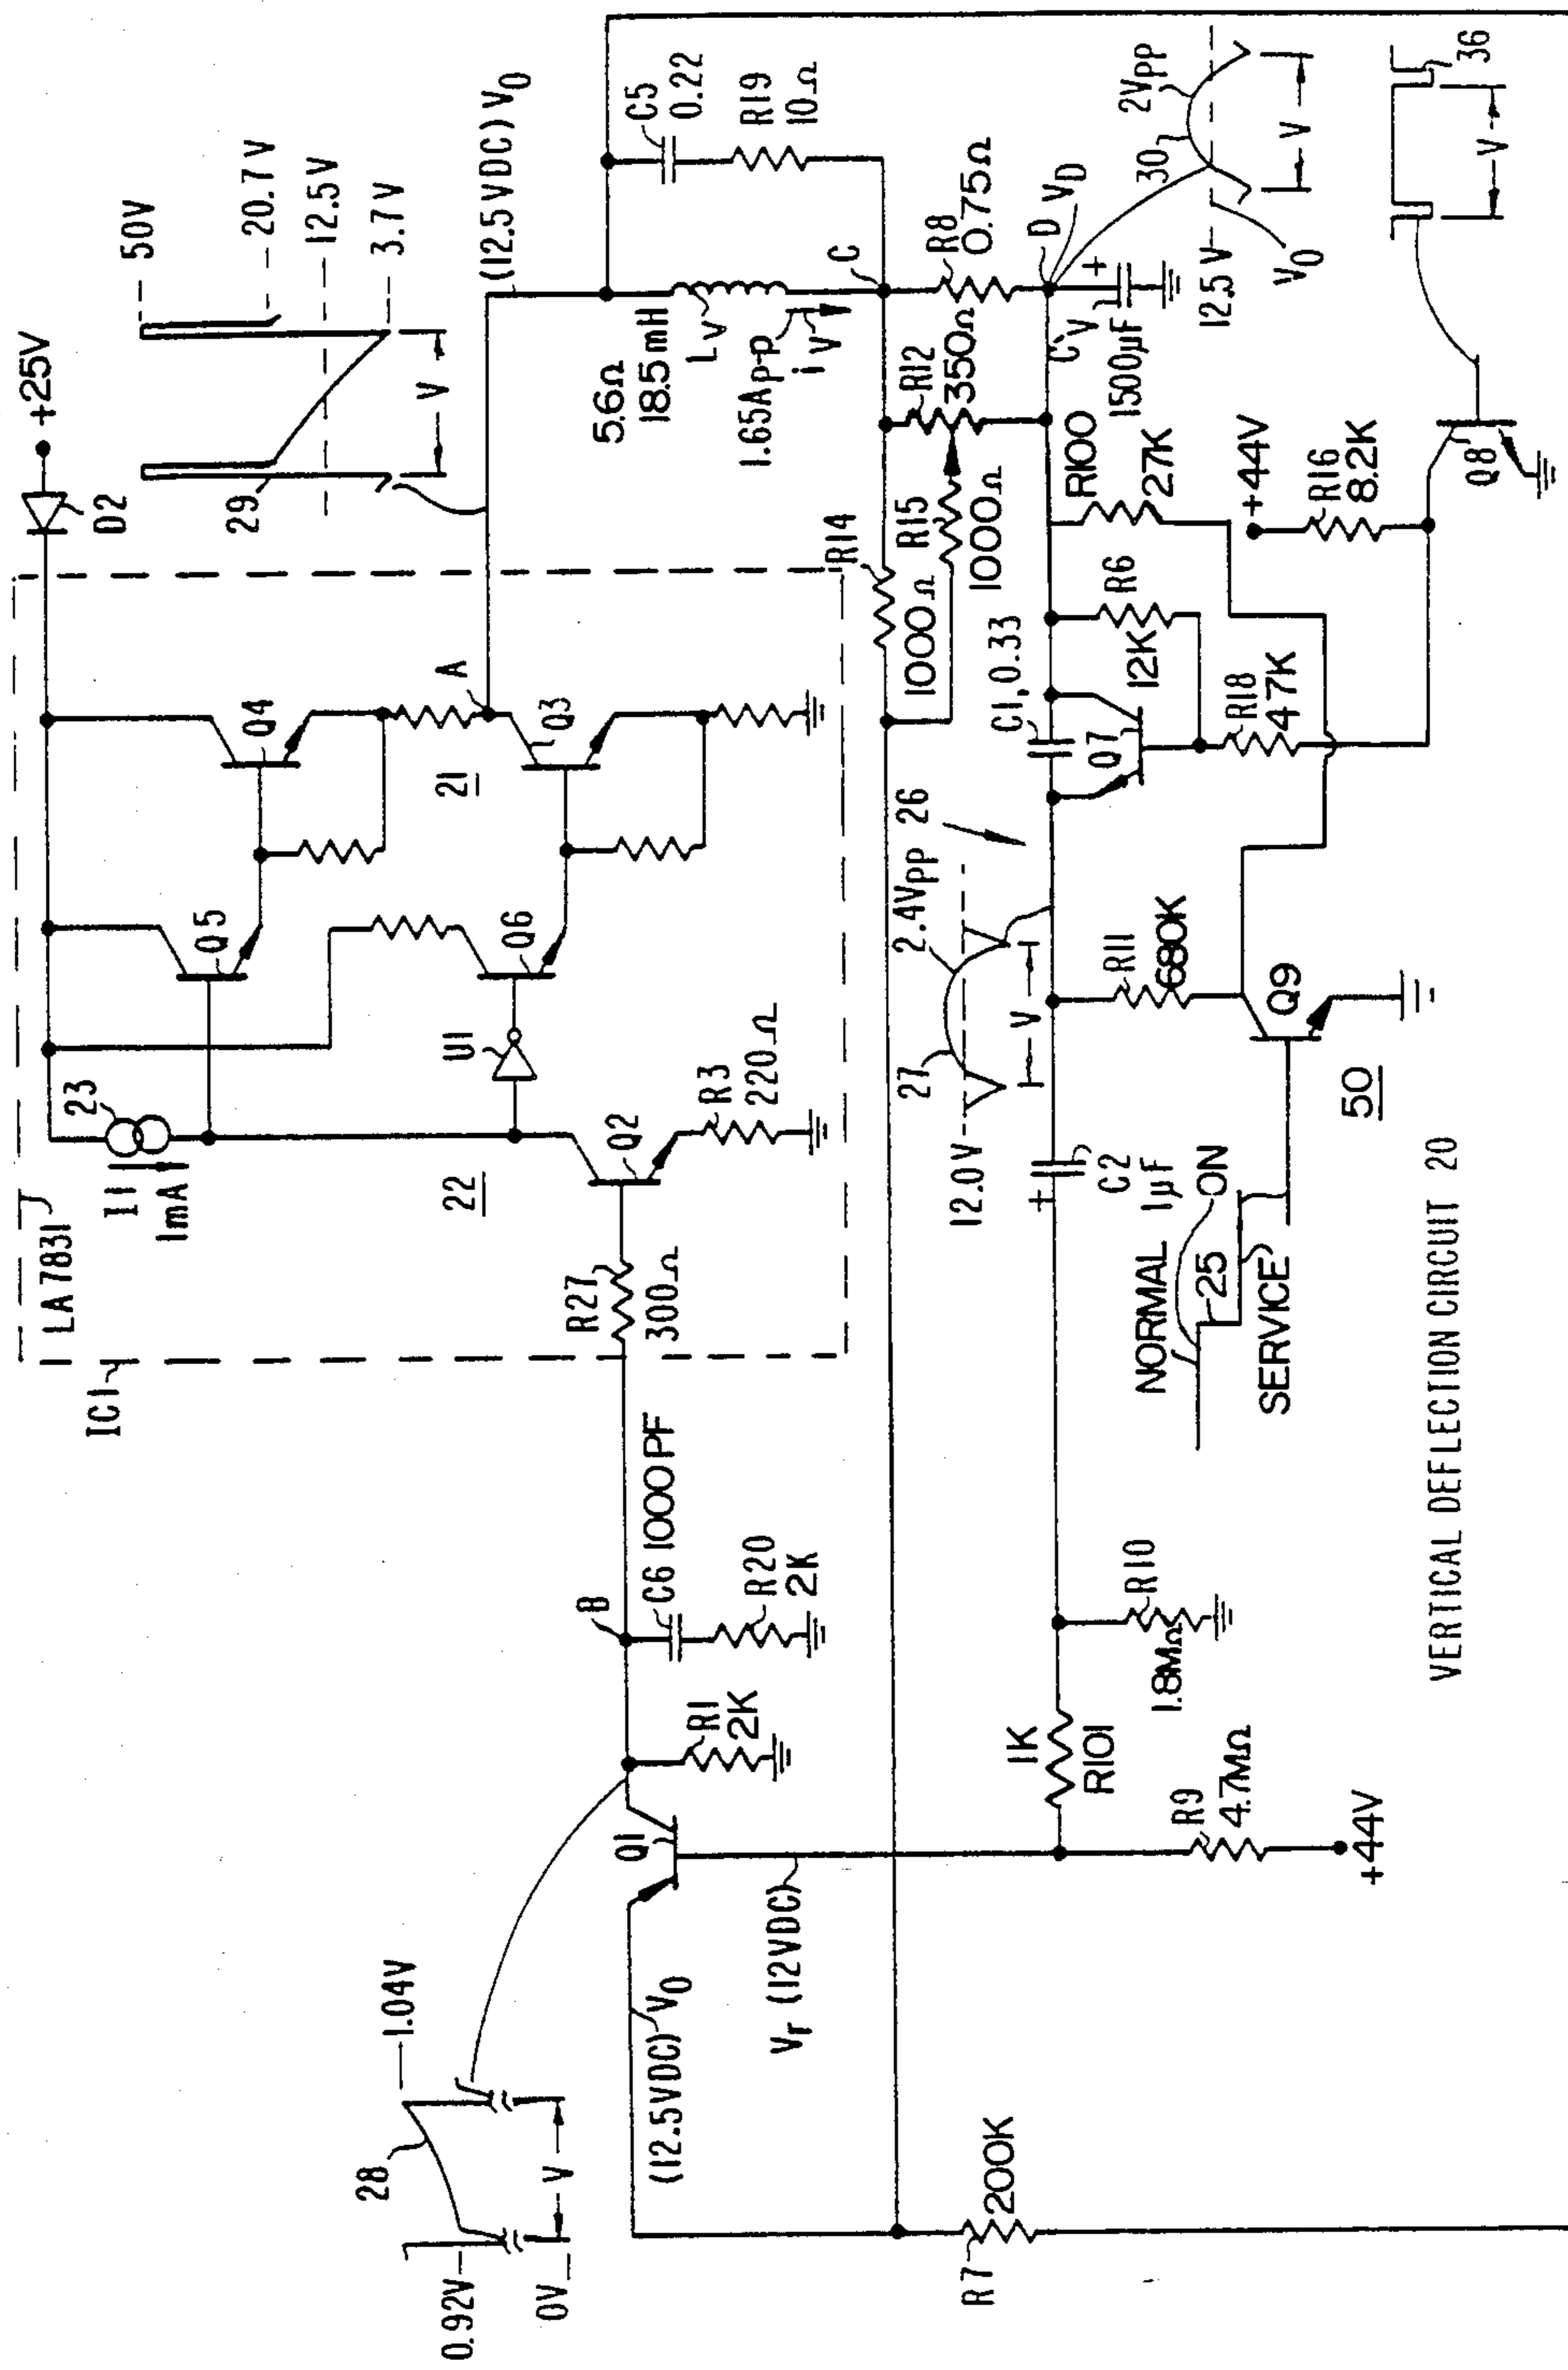 +25V
D2
50V
20.7V
12.5V
3.7V
29
V
(12.5VDC) V0
LA7831
IC1
I1
1mA
23
22
Q5
Q4
A
21
Q3
Q6
U1
Q2
R3
220Ω
R27
300Ω
5.6Ω
18.5mH
LV
1.65Ap-p
iV
C5
0.22
R19
10Ω
C
28
1.04V
0.92V
0V
V
B
Q1
R1
2K
C6 1000PF
R20
2K
(12.5VDC) V0
Vr (12VDC)
R7
200K
R14
1000Ω
R15
1000Ω
R12
350Ω
R8
0.75Ω
D
VD
CV
+
1500µF
30
2VPP
12.5V
V0
V
27
2.4VPP
26
12.0V
V
C1, 0.33
Q7
R6
12K
R100
27K
R18
47K
+44V
R16
8.2K
Q8
36
V
+
C2
1µF
R11
680K
Q9
50
NORMAL
ON
25
SERVICE
1K
R101
R10
1.8MΩ
R9
4.7MΩ
+44V
VERTICAL DEFLECTION CIRCUIT 20